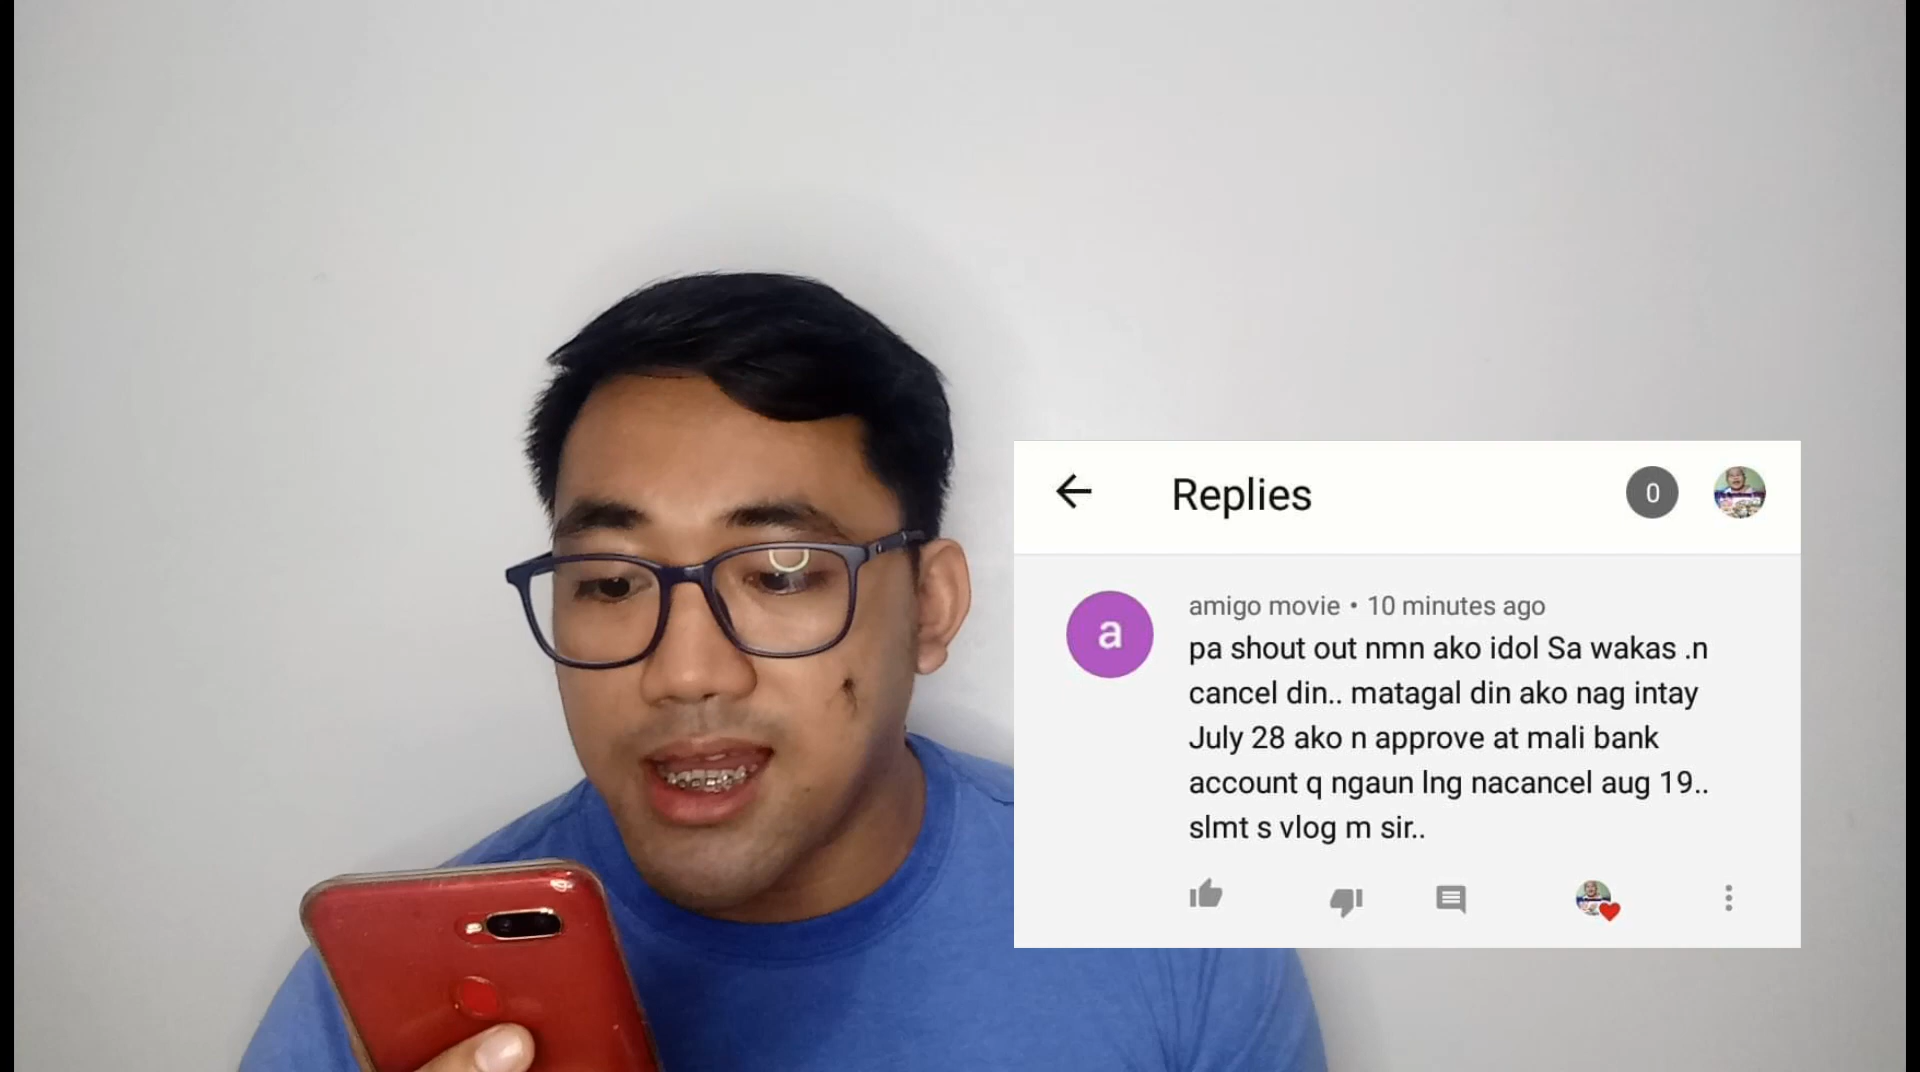 Replies
0
a
amigo movie • 10 minutes ago
pa shout out nmn ako idol Sa wakas .n
cancel din.. matagal din ako nag intay
July 28 ako n approve at mali bank
account q ngaun lng nacancel aug 19..
slmt s vlog m sir..